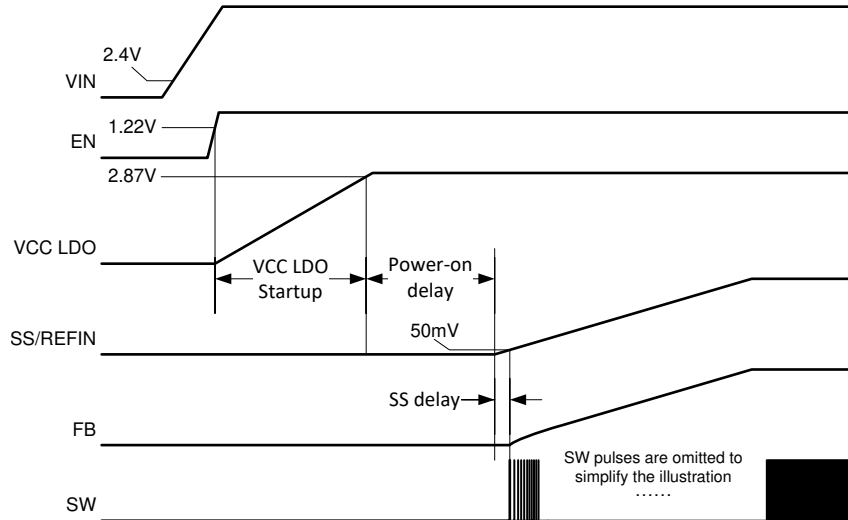 2.4V
VIN
1.22V
EN
2.87V
VCC LDO
VCC LDO
Startup
Power-on
delay
50mV
SS/REFIN
SS delay
FB
SW pulses are omitted to
simplify the illustration
......
SW